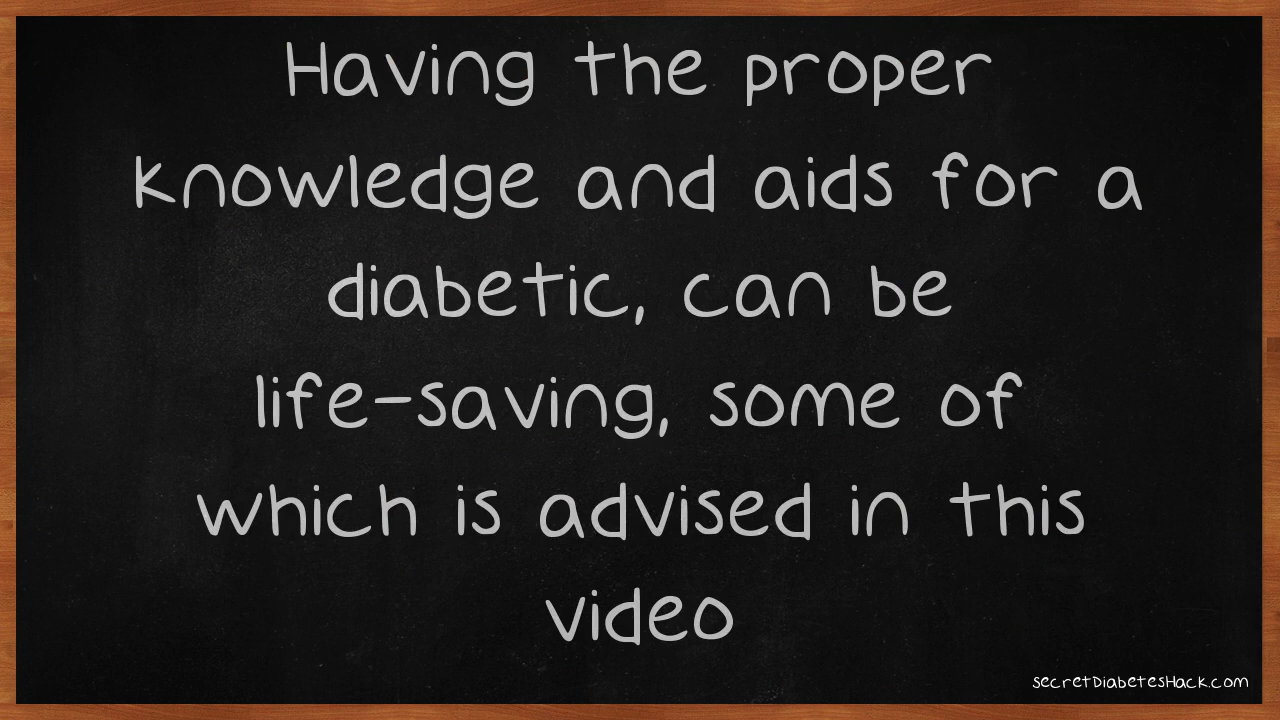 Having the proper
knowledge and aids for a
diabetic, can be
life-saving, some of
which is advised in this
video
secretDiabetesHack.com